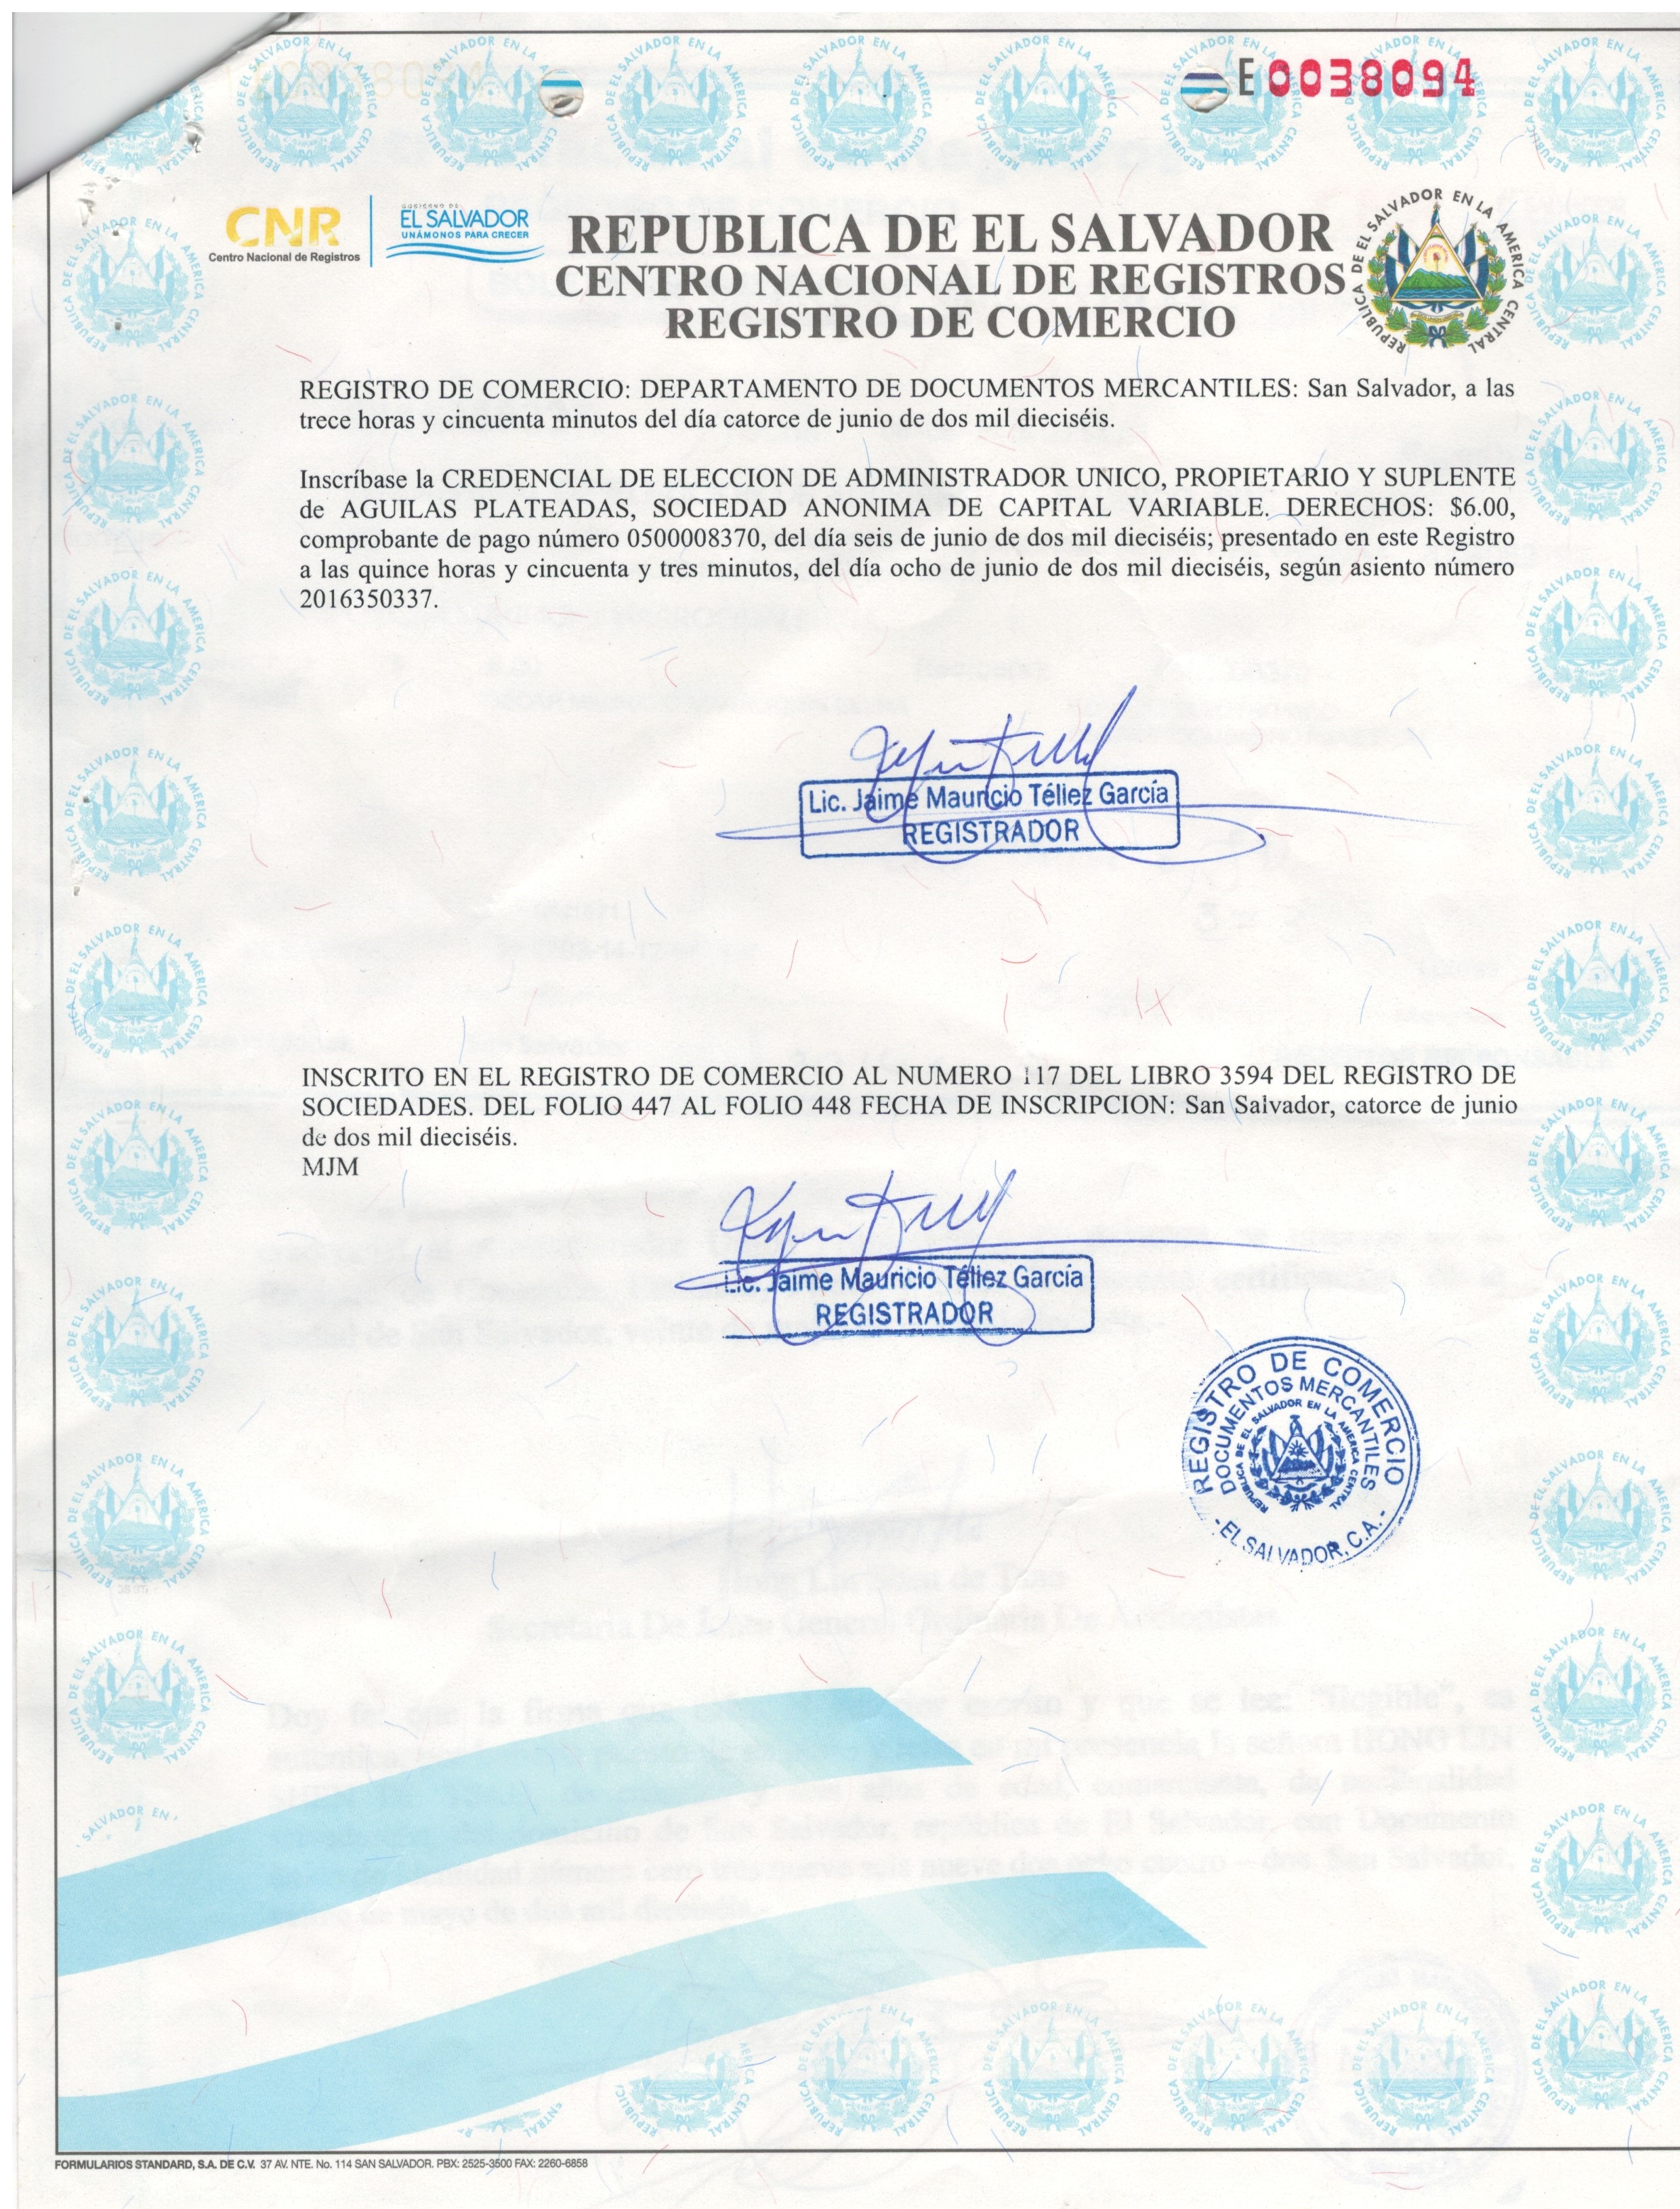 E 0038094
CNR
Centro Nacional de Registros
GOBIERNO DE
EL SALVADOR
UNÁMONOS PARA CRECER
REPUBLICA DE EL SALVADOR
CENTRO NACIONAL DE REGISTROS
REGISTRO DE COMERCIO
REPUBLICA DE EL SALVADOR EN LA AMERICA CENTRAL
REGISTRO DE COMERCIO: DEPARTAMENTO DE DOCUMENTOS MERCANTILES: San Salvador, a las
trece horas y cincuenta minutos del día catorce de junio de dos mil dieciséis.
Inscríbase la CREDENCIAL DE ELECCION DE ADMINISTRADOR UNICO, PROPIETARIO Y SUPLENTE
de AGUILAS PLATEADAS, SOCIEDAD ANONIMA DE CAPITAL VARIABLE. DERECHOS: $6.00,
comprobante de pago número 0500008370, del día seis de junio de dos mil dieciséis; presentado en este Registro
a las quince horas y cincuenta y tres minutos, del día ocho de junio de dos mil dieciséis, según asiento número
2016350337.
Lic. Jaime Mauricio Téllez García
REGISTRADOR
INSCRITO EN EL REGISTRO DE COMERCIO AL NUMERO 117 DEL LIBRO 3594 DEL REGISTRO DE
SOCIEDADES. DEL FOLIO 447 AL FOLIO 448 FECHA DE INSCRIPCION: San Salvador, catorce de junio
de dos mil dieciséis.
MJM
Lic. Jaime Mauricio Téllez García
REGISTRADOR
REGISTRO DE COMERCIO
DOCUMENTOS MERCANTILES
REPUBLICA DE EL SALVADOR EN LA AMERICA CENTRAL
- EL SALVADOR, C.A. -
FORMULARIOS STANDARD, S.A. DE C.V. 37 AV. NTE. No. 114 SAN SALVADOR. PBX: 2525-3500 FAX: 2260-6858